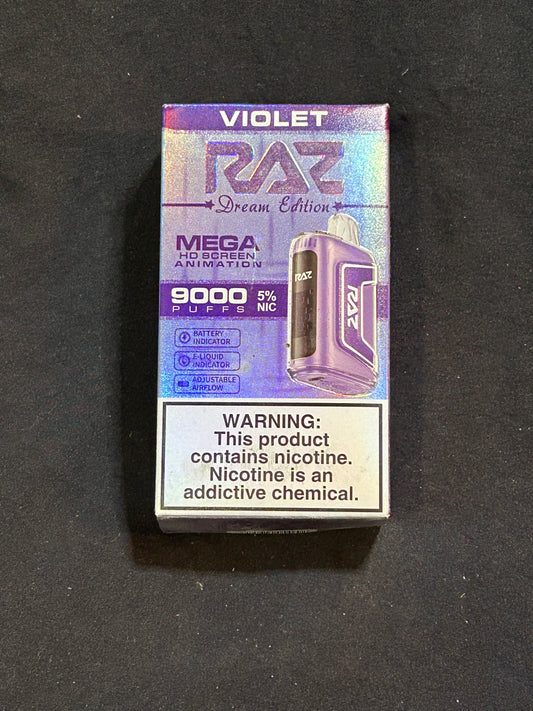 VIOLET
RAZ
Dream Edition
MEGA
HD SCREEN
ANIMATION
9000
PUFFS
5%
NIC
BATTERY
INDICATOR
E-LIQUID
INDICATOR
ADJUSTABLE
AIRFLOW
RAZ
RAZ
WARNING:
This product
contains nicotine.
Nicotine is an
addictive chemical.